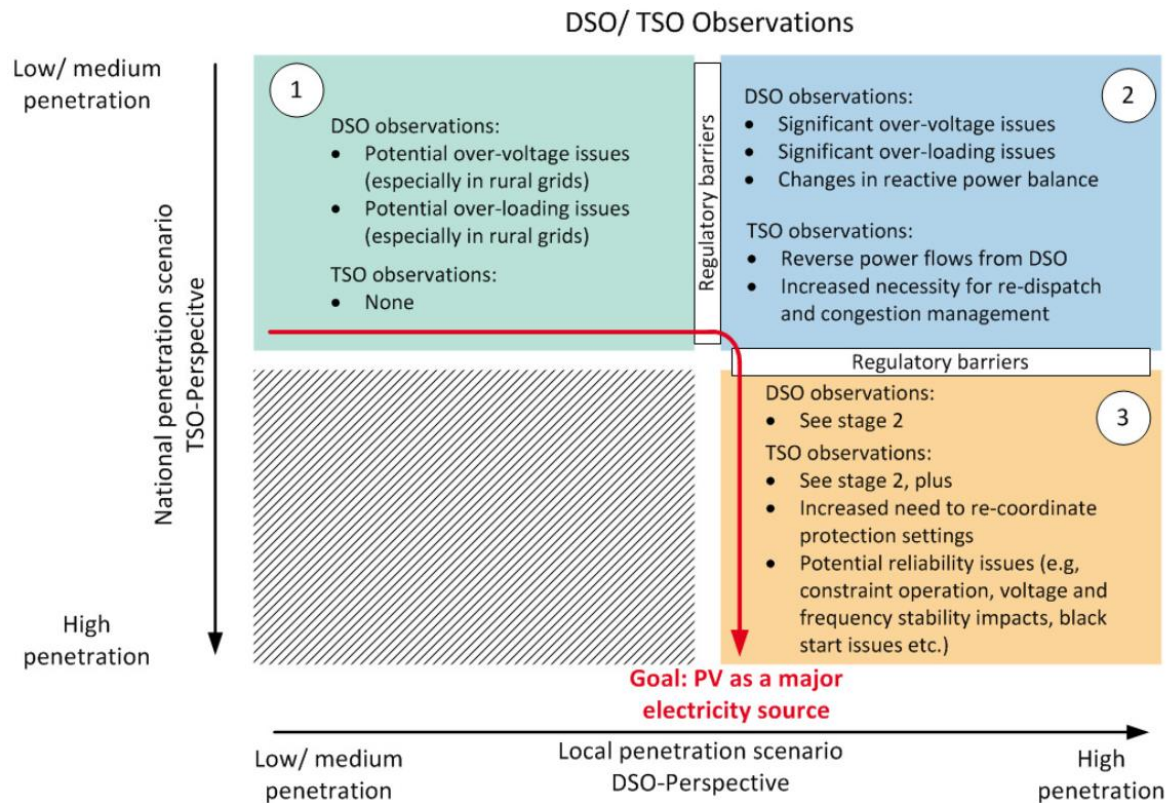 DSO/ TSO Observations
Low/ medium
penetration
National penetration scenario
TSO-Perspecitve
High
penetration
1
DSO observations:
• Potential over-voltage issues
(especially in rural grids)
• Potential over-loading issues
(especially in rural grids)
TSO observations:
• None
Regulatory barriers
2
DSO observations:
• Significant over-voltage issues
• Significant over-loading issues
• Changes in reactive power balance
TSO observations:
• Reverse power flows from DSO
• Increased necessity for re-dispatch
and congestion management
Regulatory barriers
3
DSO observations:
• See stage 2
TSO observations:
• See stage 2, plus
• Increased need to re-coordinate
protection settings
• Potential reliability issues (e.g,
constraint operation, voltage and
frequency stability impacts, black
start issues etc.)
Goal: PV as a major
electricity source
Low/ medium
penetration
Local penetration scenario
DSO-Perspective
High
penetration